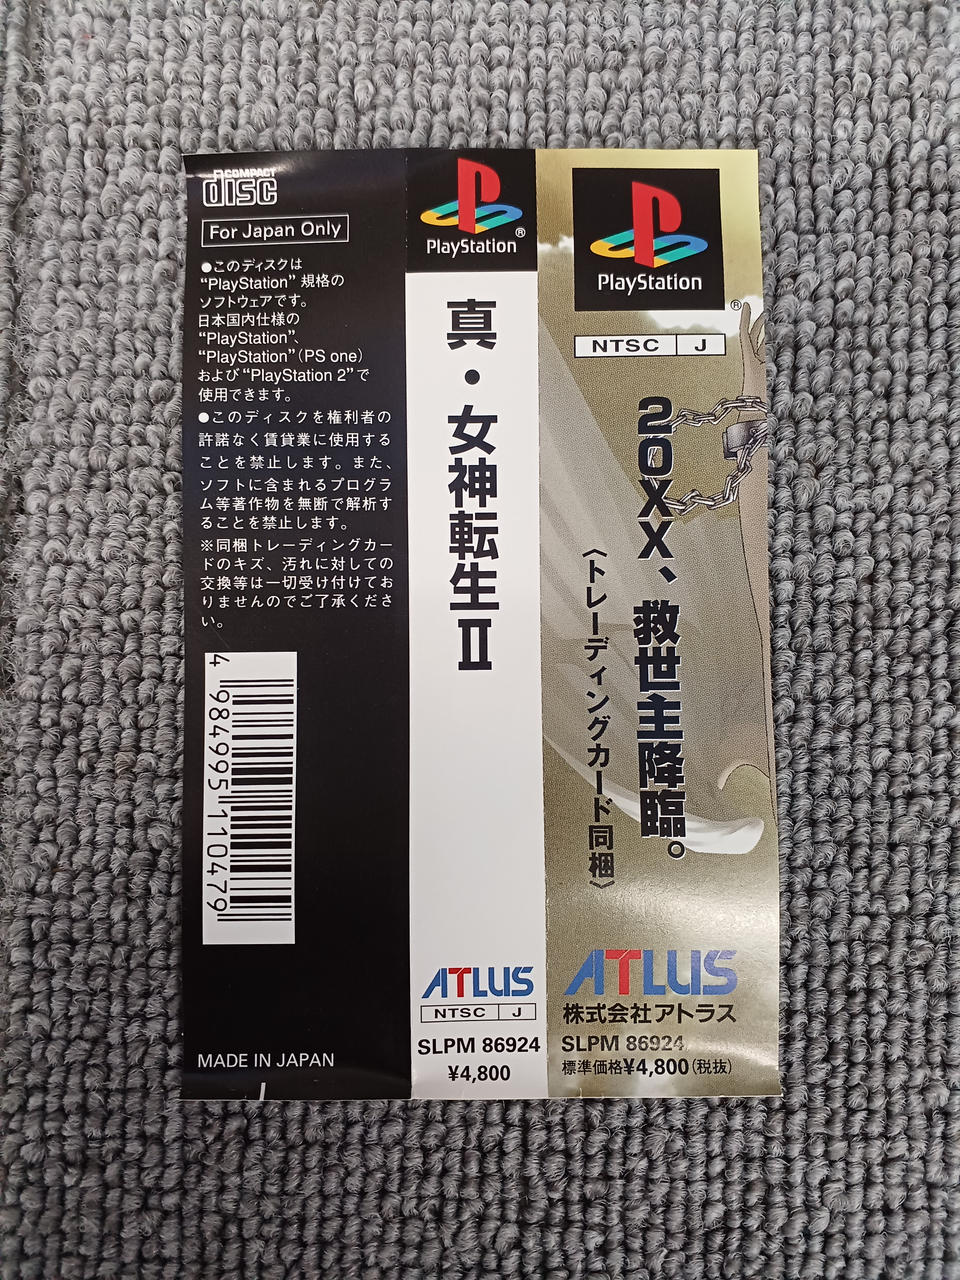 COMPACT
disc
For Japan Only
●このディスクは
“PlayStation” 規格の
ソフトウェアです。
日本国内仕様の
“PlayStation”、
“PlayStation”(PS one)
および“PlayStation 2”で
使用できます。
●このディスクを権利者の
許諾なく賃貸業に使用する
ことを禁止します。また、
ソフトに含まれるプログラ
ム等著作物を無断で解析す
ることを禁止します。
※同梱トレーディングカー
ドのキズ、汚れに対しての
交換等は一切受け付けてお
りませんのでご了承くださ
い。
4 984995 110479
MADE IN JAPAN
PlayStation®
真・女神転生II
ATLUS
NTSC J
SLPM 86924
¥4,800
PlayStation
®
NTSC J
20XX、救世主降臨。
〈トレーディングカード同梱〉
ATLUS
株式会社アトラス
SLPM 86924
標準価格¥4,800(税抜)